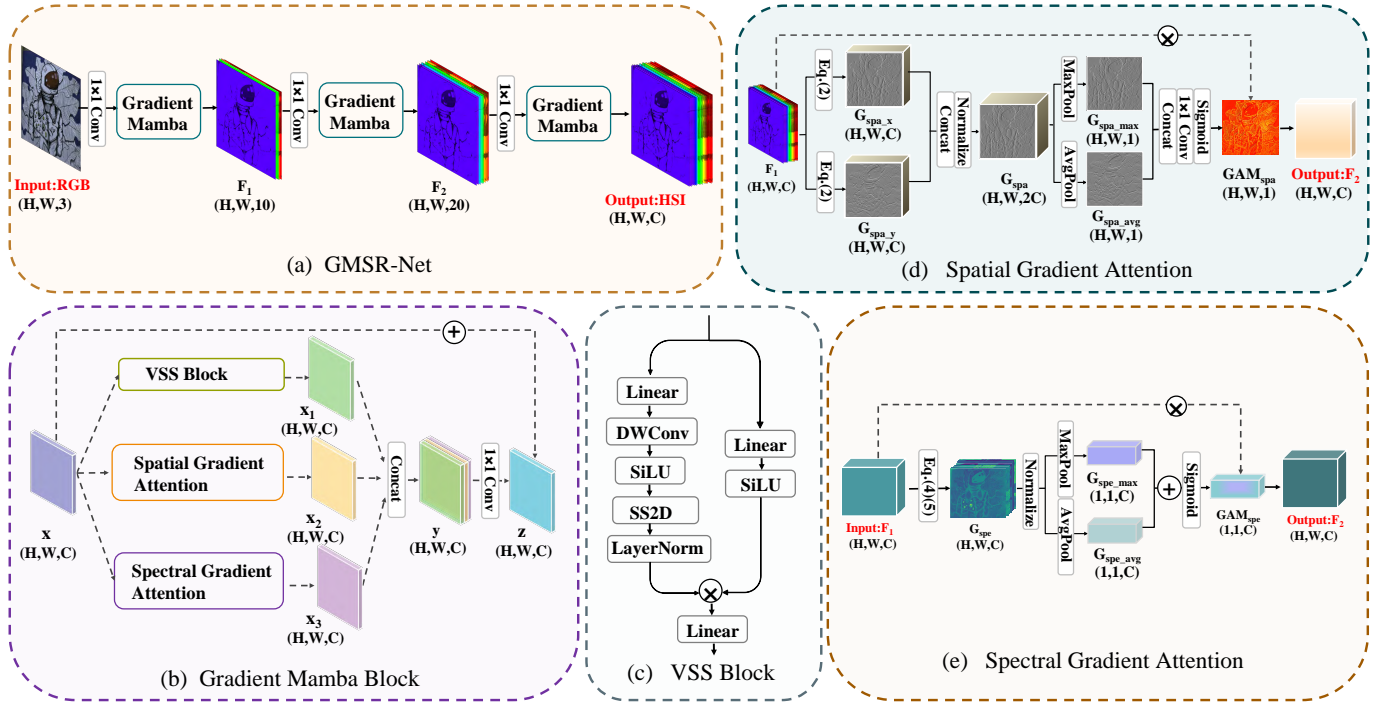 1×1 Conv
Gradient
Mamba
1×1 Conv
Gradient
Mamba
1×1 Conv
Gradient
Mamba
Input:RGB
(H,W,3)
F1
(H,W,10)
F2
(H,W,20)
Output:HSI
(H,W,C)
(a) GMSR-Net
F1
(H,W,C)
Eq.(2)
Eq.(2)
Gspa_x
(H,W,C)
Gspa_y
(H,W,C)
Normalize
Concat
Gspa
(H,W,2C)
MaxPool
AvgPool
Gspa_max
(H,W,1)
Gspa_avg
(H,W,1)
Sigmoid
1×1 Conv
Concat
GAMspa
(H,W,1)
Output:F2
(H,W,C)
(d) Spatial Gradient Attention
x
(H,W,C)
VSS Block
Spatial Gradient
Attention
Spectral Gradient
Attention
x1
(H,W,C)
x2
(H,W,C)
x3
(H,W,C)
Concat
y
(H,W,C)
1×1 Conv
z
(H,W,C)
(b) Gradient Mamba Block
Linear
DWConv
SiLU
SS2D
LayerNorm
Linear
SiLU
Linear
(c) VSS Block
Input:F1
(H,W,C)
Eq.(4)(5)
Gspe
(H,W,C)
Normalize
MaxPool
AvgPool
Gspe_max
(1,1,C)
Gspe_avg
(1,1,C)
Sigmoid
GAMspe
(1,1,C)
Output:F2
(H,W,C)
(e) Spectral Gradient Attention